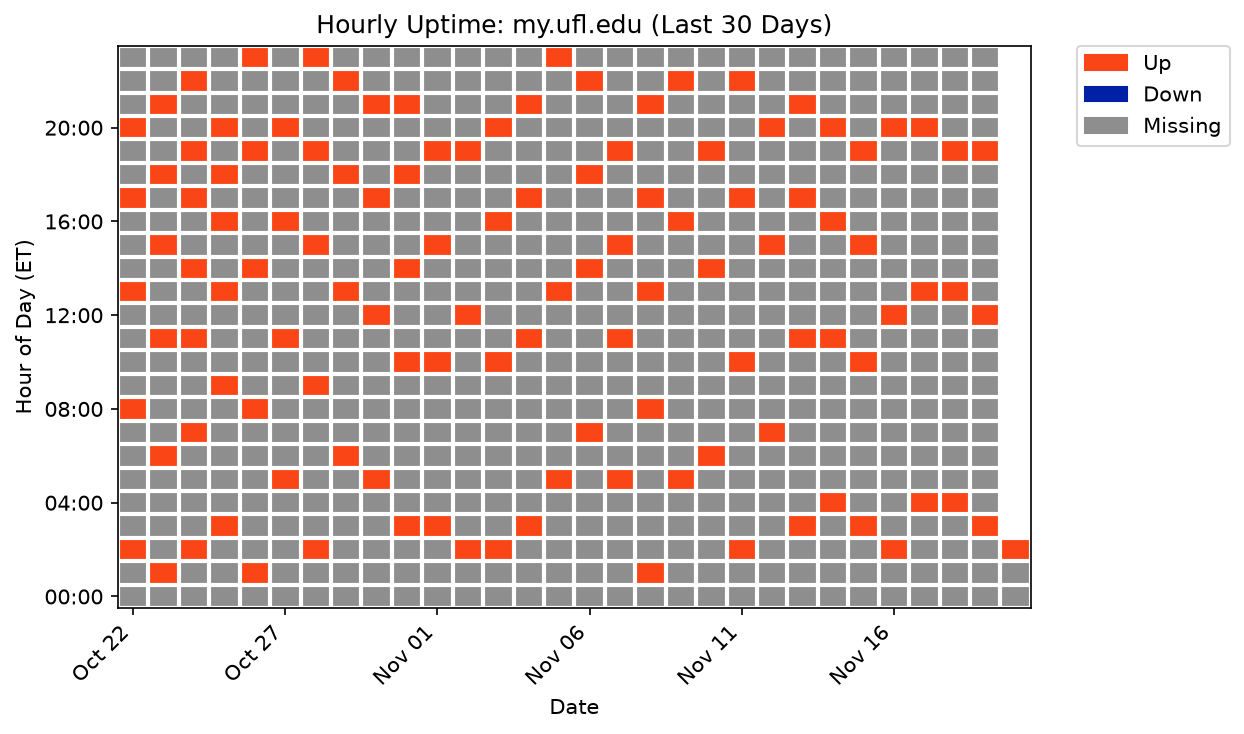 Hourly Uptime: my.ufl.edu (Last 30 Days)
Up
Down
Missing
Hour of Day (ET)
20:00
16:00
12:00
08:00
04:00
00:00
Oct 22
Oct 27
Nov 01
Nov 06
Nov 11
Nov 16
Date